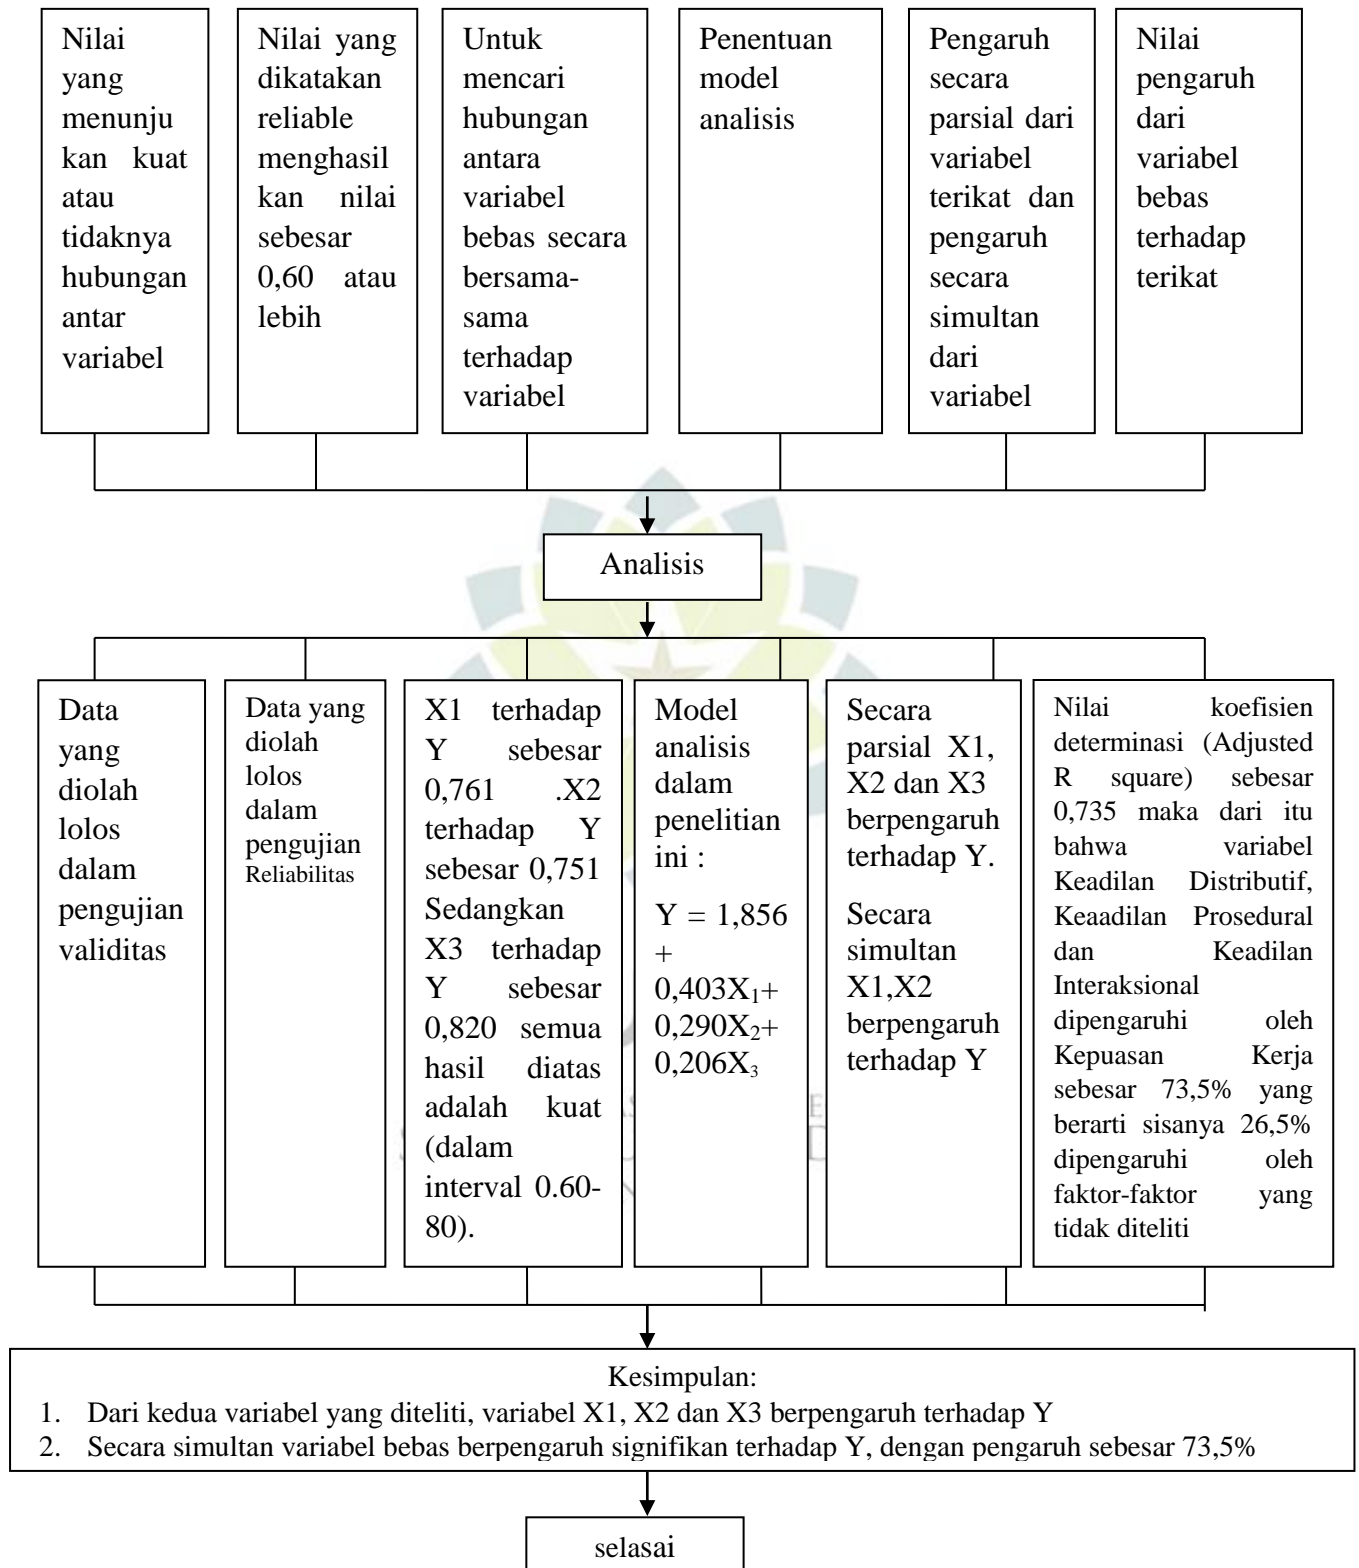 Nilai
yang
menunju
kan kuat
atau
tidaknya
hubungan
antar
variabel
Nilai yang
dikatakan
reliable
menghasil
kan nilai
sebesar
0,60 atau
lebih
Untuk
mencari
hubungan
antara
variabel
bebas secara
bersama-
sama
terhadap
variabel
Penentuan
model
analisis
Pengaruh
secara
parsial dari
variabel
terikat dan
pengaruh
secara
simultan
dari
variabel
Nilai
pengaruh
dari
variabel
bebas
terhadap
terikat
Analisis
Data
yang
diolah
lolos
dalam
pengujian
validitas
Data yang
diolah
lolos
dalam
pengujian
Reliabilitas
X1 terhadap
Y sebesar
0,761 .X2
terhadap Y
sebesar 0,751
Sedangkan
X3 terhadap
Y sebesar
0,820 semua
hasil diatas
adalah kuat
(dalam
interval 0.60-
80).
Model
analisis
dalam
penelitian
ini :
Y = 1,856
+
0,403X₁+
0,290X₂+
0,206X₃
Secara
parsial X1,
X2 dan X3
berpengaruh
terhadap Y.
Secara
simultan
X1,X2
berpengaruh
terhadap Y
Nilai koefisien
determinasi (Adjusted
R square) sebesar
0,735 maka dari itu
bahwa variabel
Keadilan Distributif,
Keaadilan Prosedural
dan Keadilan
Interaksional
dipengaruhi oleh
Kepuasan Kerja
sebesar 73,5% yang
berarti sisanya 26,5%
dipengaruhi oleh
faktor-faktor yang
tidak diteliti
Kesimpulan:
1. Dari kedua variabel yang diteliti, variabel X1, X2 dan X3 berpengaruh terhadap Y
2. Secara simultan variabel bebas berpengaruh signifikan terhadap Y, dengan pengaruh sebesar 73,5%
selasai